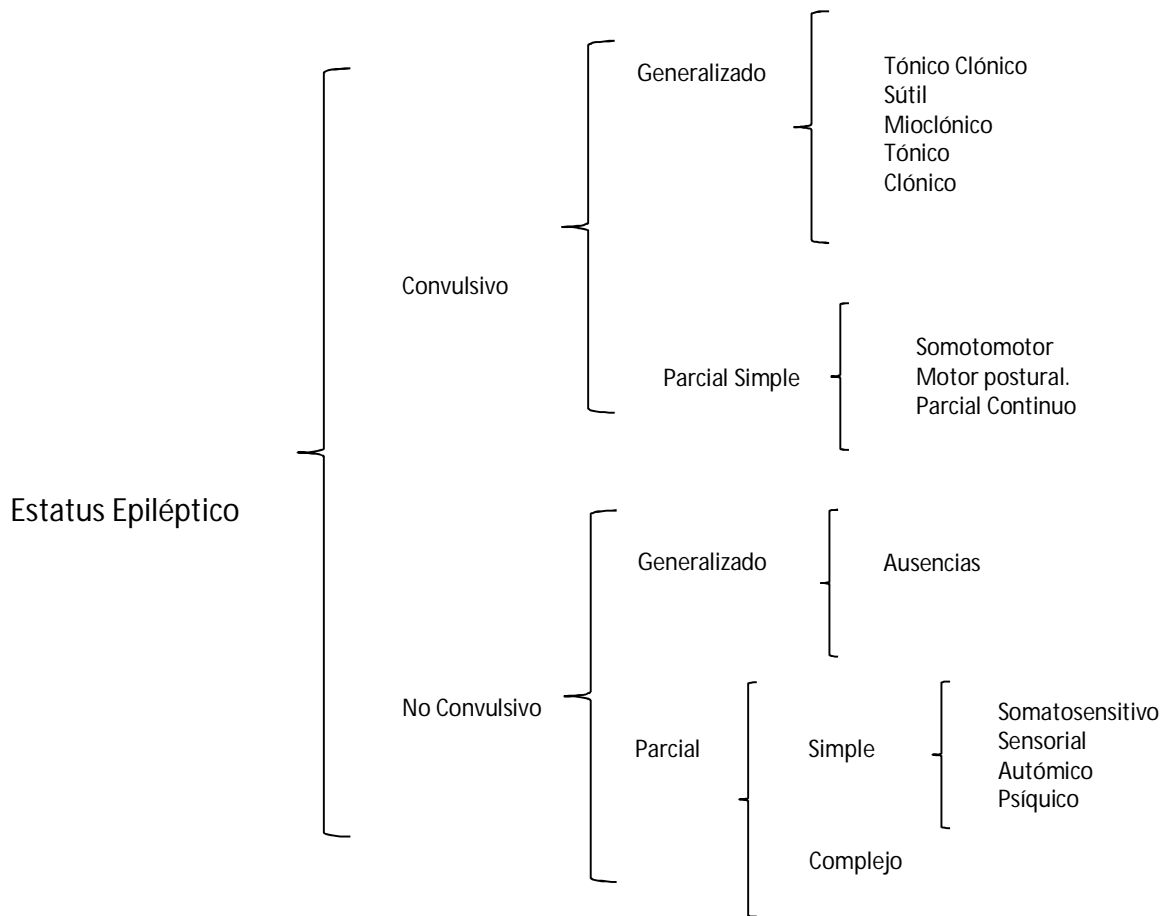 Generalizado
Tónico Clónico
Sútil
Mioclónico
Tónico
Clónico
Convulsivo
Parcial Simple
Somotomotor
Motor postural.
Parcial Continuo
Estatus Epiléptico
Generalizado
Ausencias
No Convulsivo
Parcial
Simple
Somatosensitivo
Sensorial
Autómico
Psíquico
Complejo